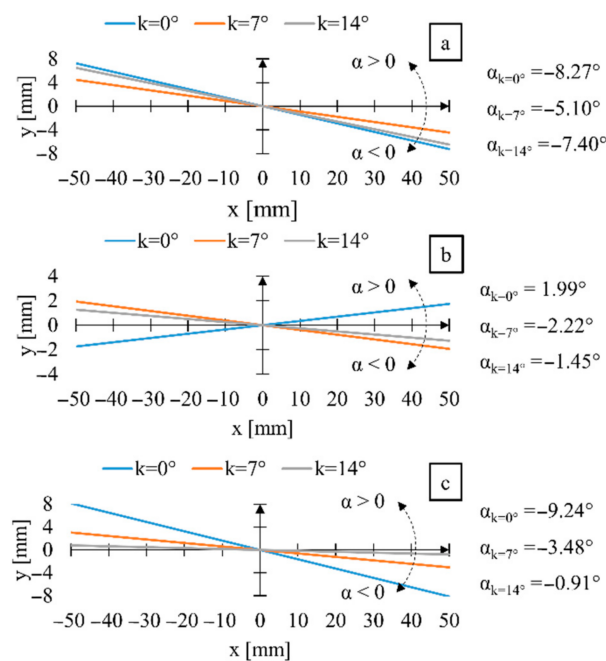 k=0° k=7° k=14°
a
8
4
0
−4
−8
y [mm]
α > 0
α < 0
−50 −40 −30 −20 −10 0 10 20 30 40 50
x [mm]
αk=0° =−8.27°
αk−7° =−5.10°
αk−14° =−7.40°
k=0° k=7° k=14°
b
4
2
0
−2
−4
y [mm]
α > 0
α < 0
−50 −40 −30 −20 −10 0 10 20 30 40 50
x [mm]
αk−0° = 1.99°
αk−7° = −2.22°
αk=14° =−1.45°
k=0° k=7° k=14°
c
8
4
0
−4
−8
y [mm]
α > 0
α < 0
−50 −40 −30 −20 −10 0 10 20 30 40 50
x [mm]
αk=0° =−9.24°
αk−7° =−3.48°
αk=14° =−0.91°